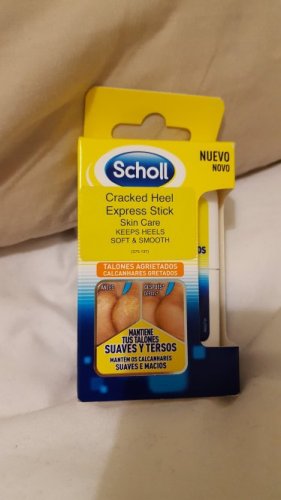 Scholl
NUEVO
NOVO
Cracked Heel
Express Stick
Skin Care
KEEPS HEELS
SOFT & SMOOTH
TALONES AGRIETADOS
CALCANHARES GRETADOS
MANTIENE
TUS TALONES
SUAVES Y TERSOS
MANTÉM OS CALCANHARES
SUAVES E MACIOS